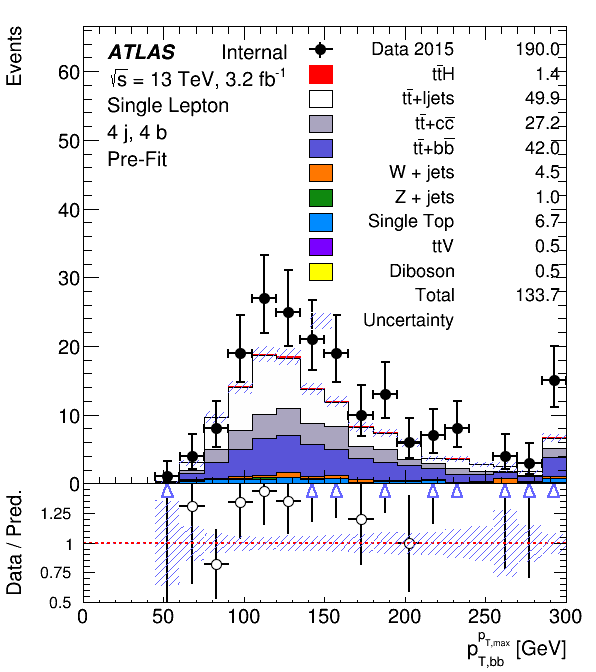 Events
ATLAS Internal
√s = 13 TeV, 3.2 fb⁻¹
Single Lepton
4 j, 4 b
Pre-Fit
Data 2015 190.0
tt̄H 1.4
tt̄+ljets 49.9
tt̄+cc̄ 27.2
tt̄+bb̄ 42.0
W + jets 4.5
Z + jets 1.0
Single Top 6.7
ttV 0.5
Diboson 0.5
Total 133.7
Uncertainty
60
50
40
30
20
10
0
Data / Pred.
1.25
1
0.75
0.5
0 50 100 150 200 250 300
p_{T,bb}^{p_{T,max}} [GeV]